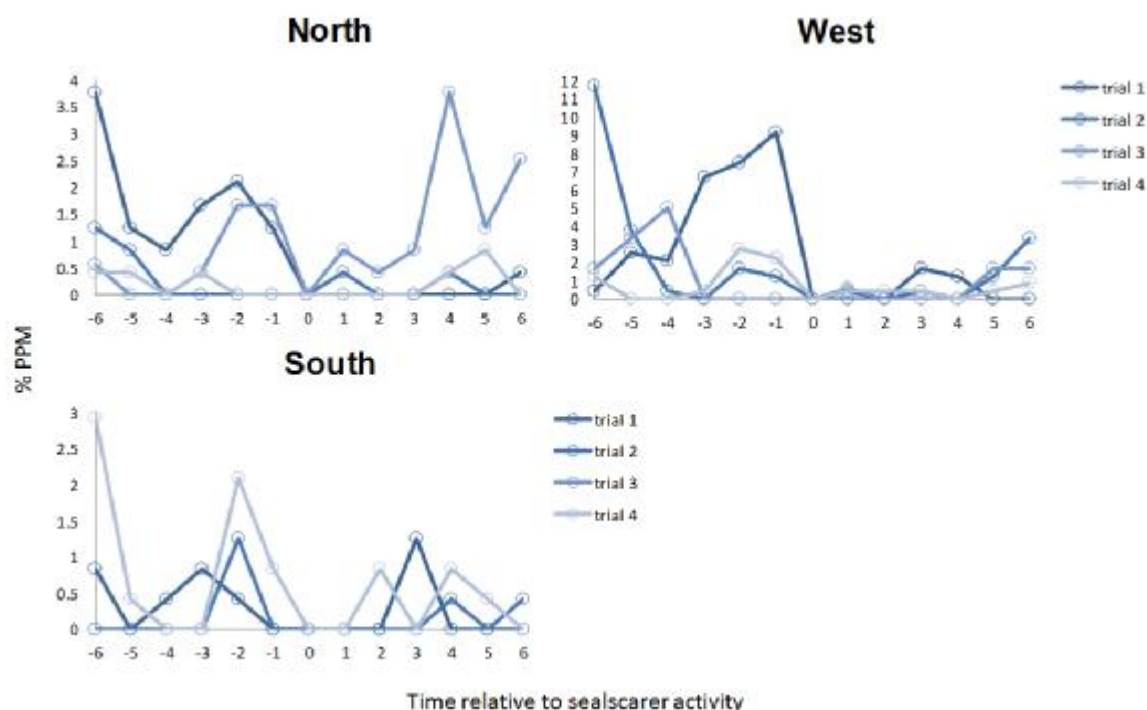 North
4
3.5
3
2.5
2
1.5
1
0.5
0
-6 -5 -4 -3 -2 -1 0 1 2 3 4 5 6
West
12
11
10
9
8
7
6
5
4
3
2
1
0
-6 -5 -4 -3 -2 -1 0 1 2 3 4 5 6
trial 1
trial 2
trial 3
trial 4
% PPM
South
3
2.5
2
1.5
1
0.5
0
-6 -5 -4 -3 -2 -1 0 1 2 3 4 5 6
trial 1
trial 2
trial 3
trial 4
Time relative to sealscarer activity